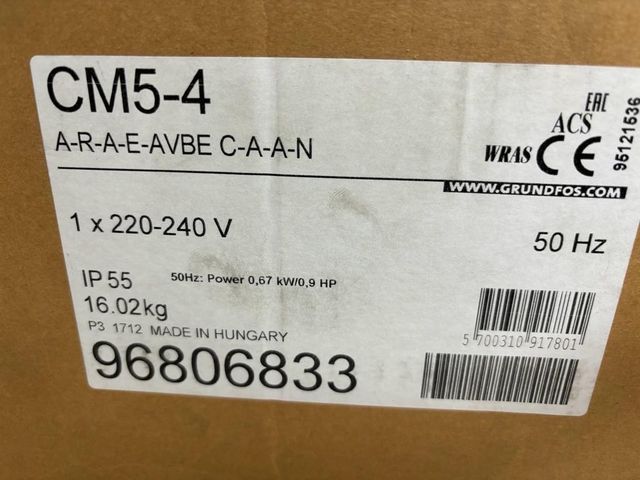 CM5-4
A-R-A-E-AVBE C-A-A-N
EAC
ACS
WRAS CE
95121536
WWW.GRUNDFOS.COM
1 x 220-240 V
50 Hz
IP 55
50Hz: Power 0,67 kW/0,9 HP
16.02kg
P3 1712 MADE IN HUNGARY
96806833
5 700310 917801